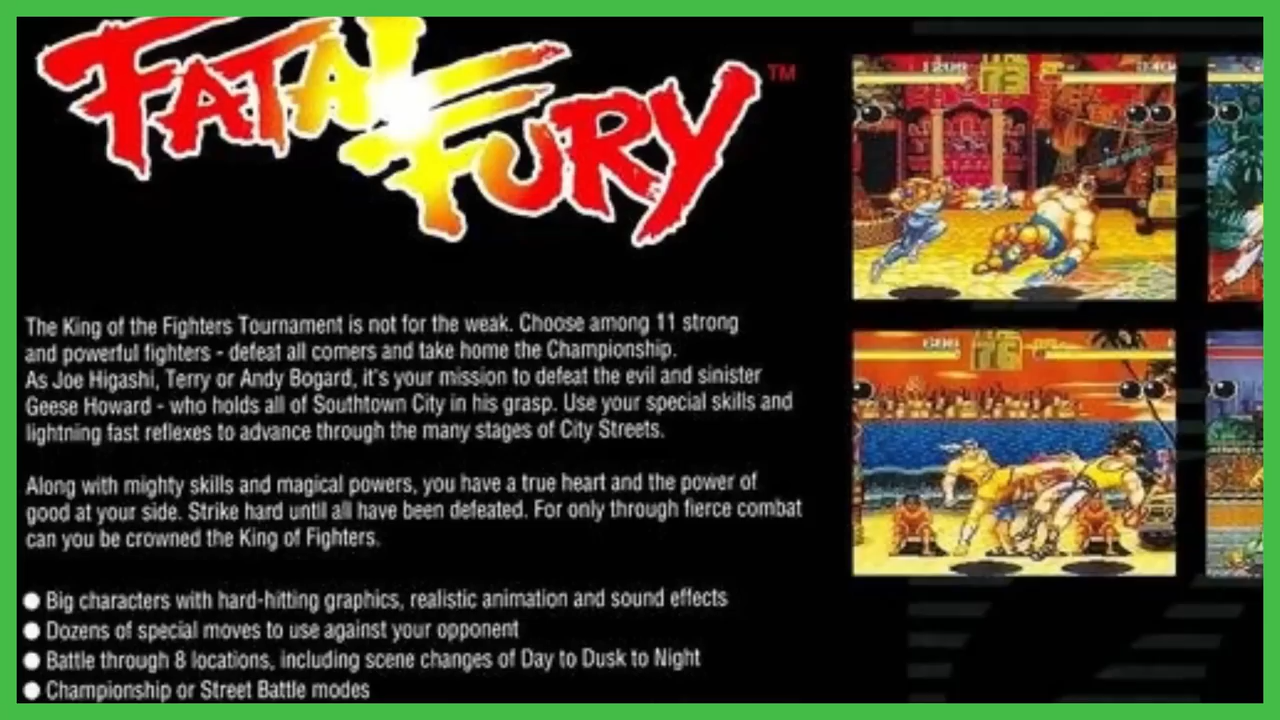 FATAL FURY™
The King of the Fighters Tournament is not for the weak. Choose among 11 strong
and powerful fighters - defeat all comers and take home the Championship.
As Joe Higashi, Terry or Andy Bogard, it's your mission to defeat the evil and sinister
Geese Howard - who holds all of Southtown City in his grasp. Use your special skills and
lightning fast reflexes to advance through the many stages of City Streets.
Along with mighty skills and magical powers, you have a true heart and the power of
good at your side. Strike hard until all have been defeated. For only through fierce combat
can you be crowned the King of Fighters.
● Big characters with hard-hitting graphics, realistic animation and sound effects
● Dozens of special moves to use against your opponent
● Battle through 8 locations, including scene changes of Day to Dusk to Night
● Championship or Street Battle modes
73
76